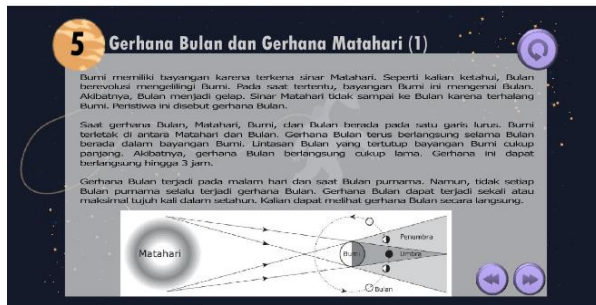 5 Gerhana Bulan dan Gerhana Matahari (1)
Bumi memiliki bayangan karena terkena sinar Matahari. Seperti kalian ketahui, Bulan
berevolusi mengelilingi Bumi. Pada saat tertentu, bayangan Bumi ini mengenai Bulan.
Akibatnya, Bulan menjadi gelap. Sinar Matahari tidak sampai ke Bulan karena terhalang
Bumi. Peristiwa ini disebut gerhana Bulan.
Saat gerhana Bulan, Matahari, Bumi, dan Bulan berada pada satu garis lurus. Bumi
terletak di antara Matahari dan Bulan. Gerhana Bulan terus berlangsung selama Bulan
berada dalam bayangan Bumi. Lintasan Bulan yang tertutup bayangan Bumi cukup
panjang. Akibatnya, gerhana Bulan berlangsung cukup lama. Gerhana ini dapat
berlangsung hingga 3 jam.
Gerhana Bulan terjadi pada malam hari dan saat Bulan purnama. Namun, tidak setiap
Bulan purnama selalu terjadi gerhana Bulan. Gerhana Bulan dapat terjadi sekali atau
maksimal tujuh kali dalam setahun. Kalian dapat melihat gerhana Bulan secara langsung.
Penumbra
Matahari
Bumi
Umbra
Bulan